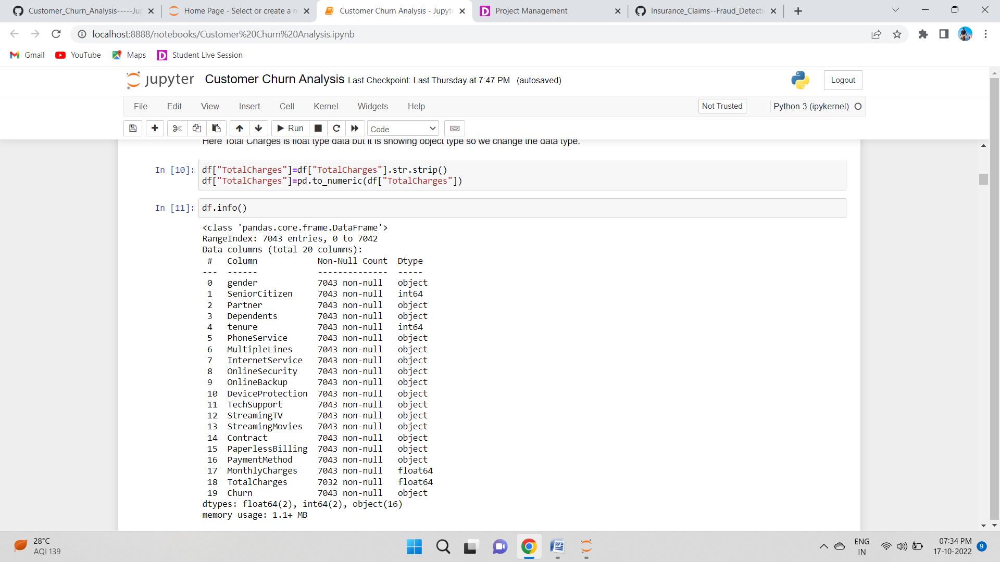 Customer_Churn_Analysis-----Jup
Home Page - Select or create a n
Customer Churn Analysis - Jupyte
Project Management
Insurance_Claims--Fraud_Detecti
localhost:8888/notebooks/Customer%20Churn%20Analysis.ipynb
Gmail
YouTube
Maps
Student Live Session
jupyter
Customer Churn Analysis Last Checkpoint: Last Thursday at 7:47 PM (autosaved)
Logout
File Edit View Insert Cell Kernel Widgets Help
Not Trusted
Python 3 (ipykernel)
Run
Code
Here Total Charges is float type data but it is showing object type so we change the data type.
In [10]: df["TotalCharges"]=df["TotalCharges"].str.strip()
df["TotalCharges"]=pd.to_numeric(df["TotalCharges"])
In [11]: df.info()
<class 'pandas.core.frame.DataFrame'>
RangeIndex: 7043 entries, 0 to 7042
Data columns (total 20 columns):
 #   Column            Non-Null Count  Dtype
---  ------            --------------  -----
 0   gender            7043 non-null   object
 1   SeniorCitizen     7043 non-null   int64
 2   Partner           7043 non-null   object
 3   Dependents        7043 non-null   object
 4   tenure            7043 non-null   int64
 5   PhoneService      7043 non-null   object
 6   MultipleLines     7043 non-null   object
 7   InternetService   7043 non-null   object
 8   OnlineSecurity    7043 non-null   object
 9   OnlineBackup      7043 non-null   object
 10  DeviceProtection  7043 non-null   object
 11  TechSupport       7043 non-null   object
 12  StreamingTV       7043 non-null   object
 13  StreamingMovies   7043 non-null   object
 14  Contract          7043 non-null   object
 15  PaperlessBilling  7043 non-null   object
 16  PaymentMethod     7043 non-null   object
 17  MonthlyCharges    7043 non-null   float64
 18  TotalCharges      7032 non-null   float64
 19  Churn             7043 non-null   object
dtypes: float64(2), int64(2), object(16)
memory usage: 1.1+ MB
28°C
AQI 139
ENG
IN
07:34 PM
17-10-2022
9